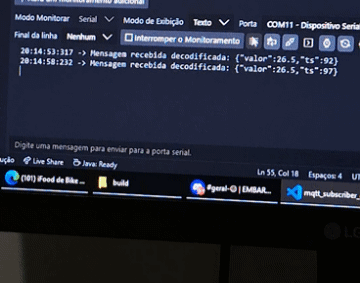 Modo Monitorar Serial Modo de Exibição Texto Porta COM11 - Dispositivo Serial
Final da linha Nenhum Interromper o Monitoramento
20:14:53:317 -> Mensagem recebida decodificada: {"valor":26.5,"ts":92}
20:14:58:232 -> Mensagem recebida decodificada: {"valor":26.5,"ts":97}
Digite uma mensagem para enviar para a porta serial.
Live Share Java: Ready Ln 55, Col 18 Espaços: 4
(101) iFood de Bike ... build #geral- | EMBAR... mqtt_subscriber_